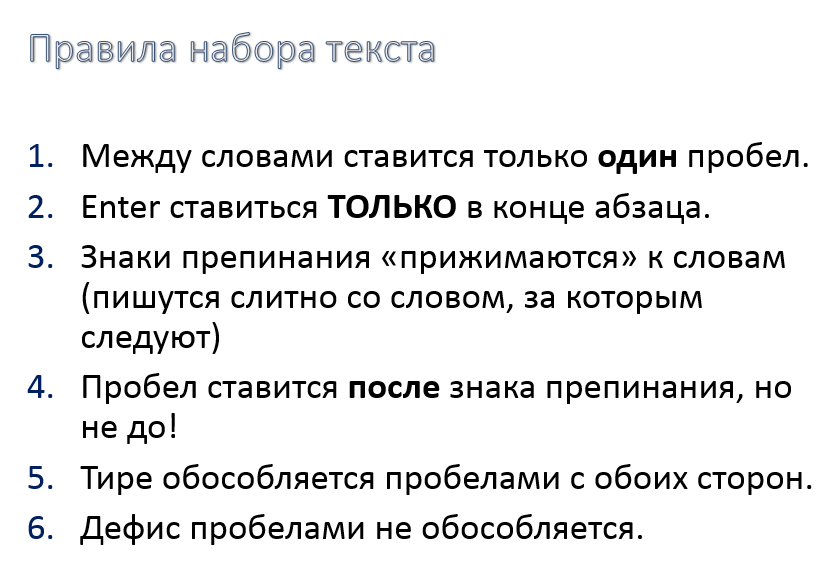 Правила набора текста
1. Между словами ставится только один пробел.
2. Enter ставиться ТОЛЬКО в конце абзаца.
3. Знаки препинания «прижимаются» к словам
(пишутся слитно со словом, за которым
следуют)
4. Пробел ставится после знака препинания, но
не до!
5. Тире обособляется пробелами с обоих сторон.
6. Дефис пробелами не обособляется.